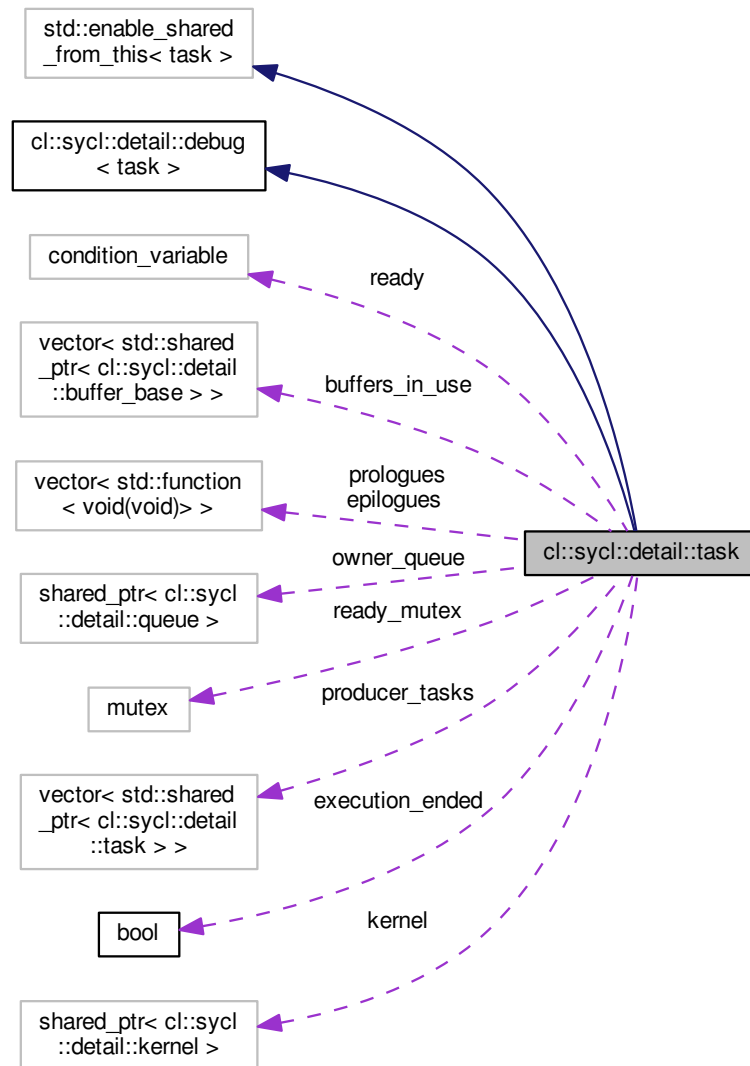 std::enable_shared
_from_this< task >
cl::sycl::detail::debug
< task >
condition_variable
ready
vector< std::shared
_ptr< cl::sycl::detail
::buffer_base > >
buffers_in_use
vector< std::function
< void(void)> >
prologues
epilogues
cl::sycl::detail::task
shared_ptr< cl::sycl
::detail::queue >
owner_queue
ready_mutex
mutex
producer_tasks
vector< std::shared
_ptr< cl::sycl::detail
::task > >
execution_ended
bool
kernel
shared_ptr< cl::sycl
::detail::kernel >